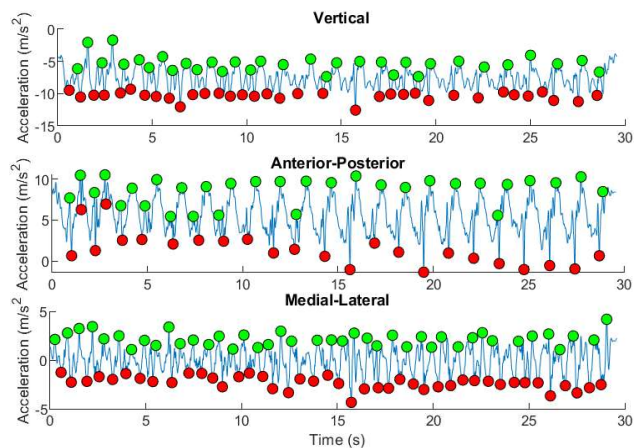 Vertical
Acceleration (m/s²)
0
-5
-10
-15
0 5 10 15 20 25 30
Anterior-Posterior
Acceleration (m/s²)
10
5
0
0 5 10 15 20 25 30
Medial-Lateral
Acceleration (m/s²
5
0
-5
0 5 10 15 20 25 30
Time (s)